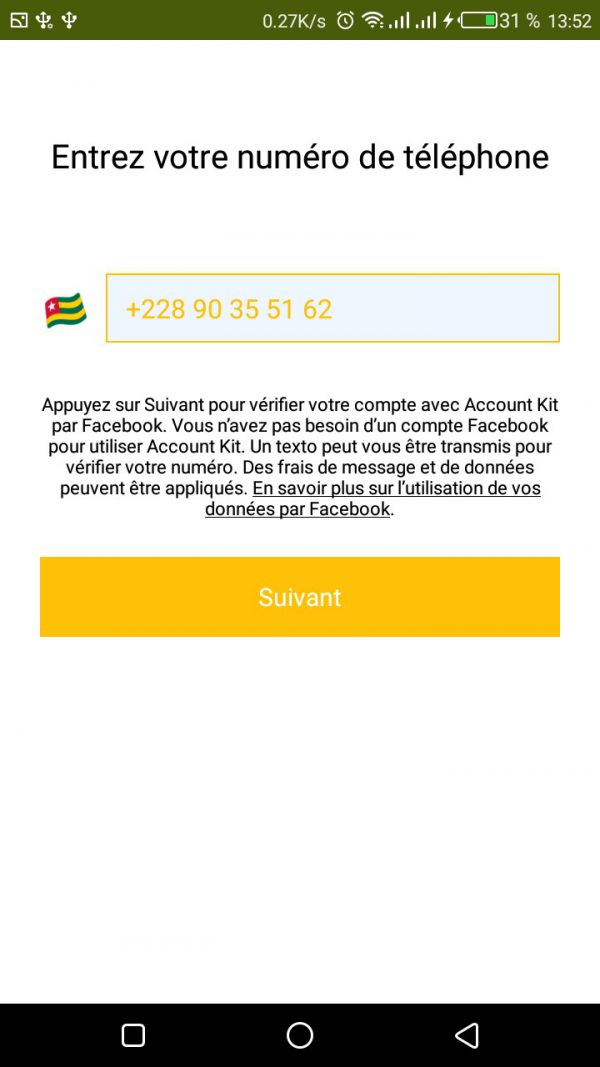 0.27K/s 31 % 13:52
Entrez votre numéro de téléphone
+228 90 35 51 62
Appuyez sur Suivant pour vérifier votre compte avec Account Kit
par Facebook. Vous n’avez pas besoin d’un compte Facebook
pour utiliser Account Kit. Un texto peut vous être transmis pour
vérifier votre numéro. Des frais de message et de données
peuvent être appliqués. En savoir plus sur l’utilisation de vos
données par Facebook.
Suivant